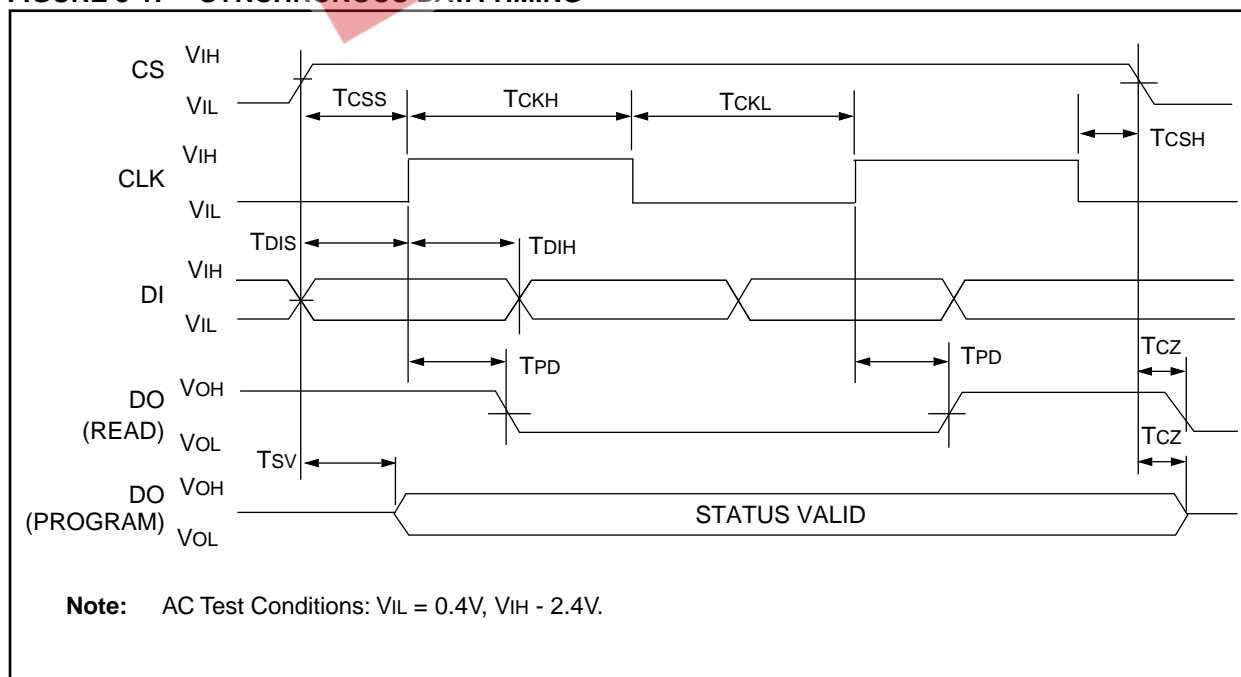 CS VIH
VIL
TCSS TCKH TCKL
TCSH
CLK VIH
VIL
TDIS TDIH
DI VIH
VIL
TPD TPD TCZ
DO
(READ) VOH
VOL
TCZ
TSV
DO
(PROGRAM) VOH
STATUS VALID
VOL
Note: AC Test Conditions: VIL = 0.4V, VIH - 2.4V.